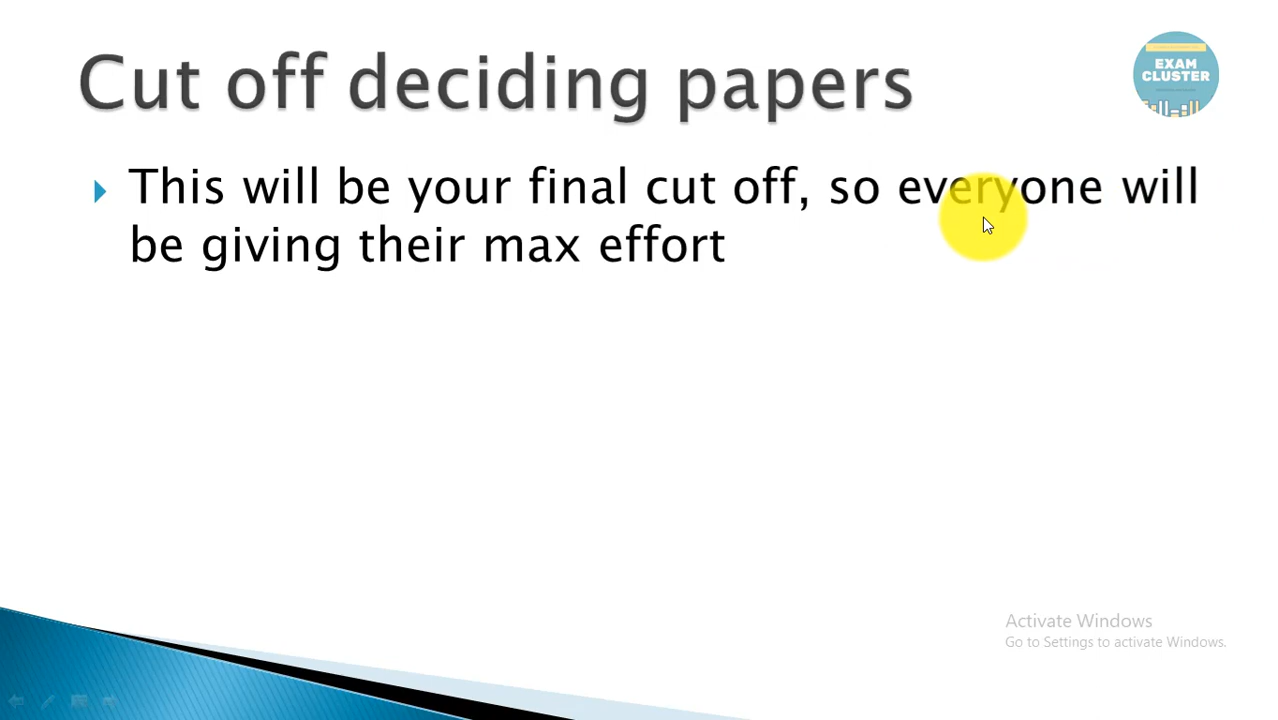 Cut off deciding papers
EXAM
CLUSTER
This will be your final cut off, so everyone will
be giving their max effort
Activate Windows
Go to Settings to activate Windows.